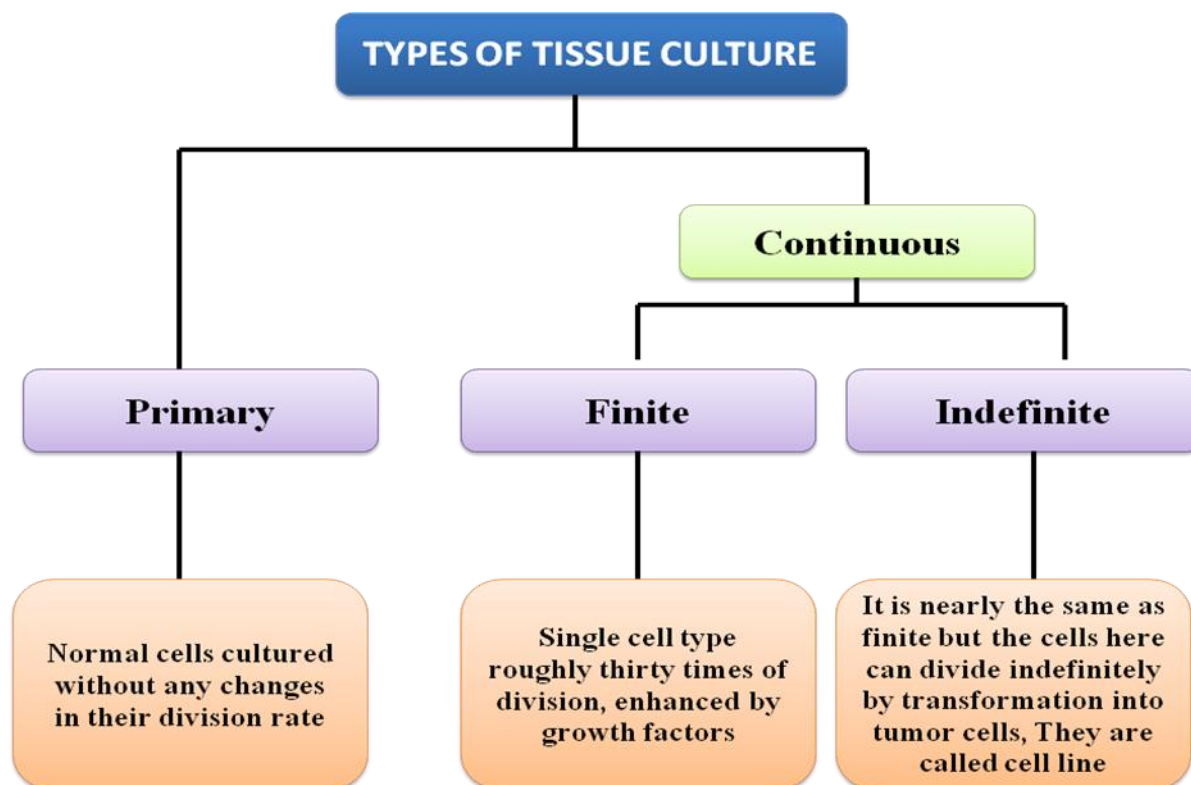 TYPES OF TISSUE CULTURE
Continuous
Primary
Finite
Indefinite
Normal cells cultured
without any changes
in their division rate
Single cell type
roughly thirty times of
division, enhanced by
growth factors
It is nearly the same as
finite but the cells here
can divide indefinitely
by transformation into
tumor cells, They are
called cell line